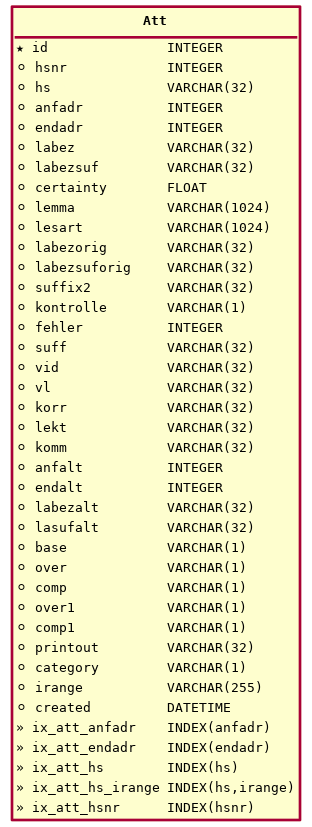 Att
★ id INTEGER
○ hsnr INTEGER
○ hs VARCHAR(32)
○ anfadr INTEGER
○ endadr INTEGER
○ labez VARCHAR(32)
○ labezsuf VARCHAR(32)
○ certainty FLOAT
○ lemma VARCHAR(1024)
○ lesart VARCHAR(1024)
○ labezorig VARCHAR(32)
○ labezsuforig VARCHAR(32)
○ suffix2 VARCHAR(32)
○ kontrolle VARCHAR(1)
○ fehler INTEGER
○ suff VARCHAR(32)
○ vid VARCHAR(32)
○ vl VARCHAR(32)
○ korr VARCHAR(32)
○ lekt VARCHAR(32)
○ komm VARCHAR(32)
○ anfalt INTEGER
○ endalt INTEGER
○ labezalt VARCHAR(32)
○ lasufalt VARCHAR(32)
○ base VARCHAR(1)
○ over VARCHAR(1)
○ comp VARCHAR(1)
○ over1 VARCHAR(1)
○ comp1 VARCHAR(1)
○ printout VARCHAR(32)
○ category VARCHAR(1)
○ irange VARCHAR(255)
○ created DATETIME
» ix_att_anfadr INDEX(anfadr)
» ix_att_endadr INDEX(endadr)
» ix_att_hs INDEX(hs)
» ix_att_hs_irange INDEX(hs,irange)
» ix_att_hsnr INDEX(hsnr)